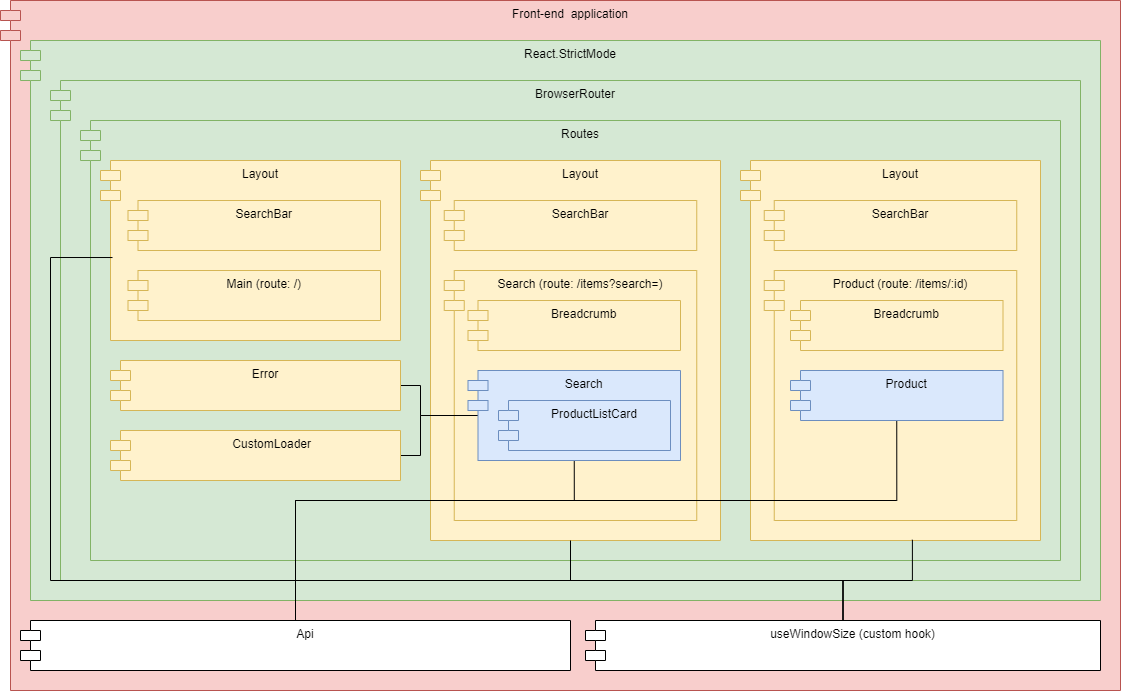 Front-end  application
React.StrictMode
BrowserRouter
Routes
Layout
SearchBar
Main (route: /)
Error
CustomLoader
Layout
SearchBar
Search (route: /items?search=)
Breadcrumb
Search
ProductListCard
Layout
SearchBar
Product (route: /items/:id)
Breadcrumb
Product
Api
useWindowSize (custom hook)